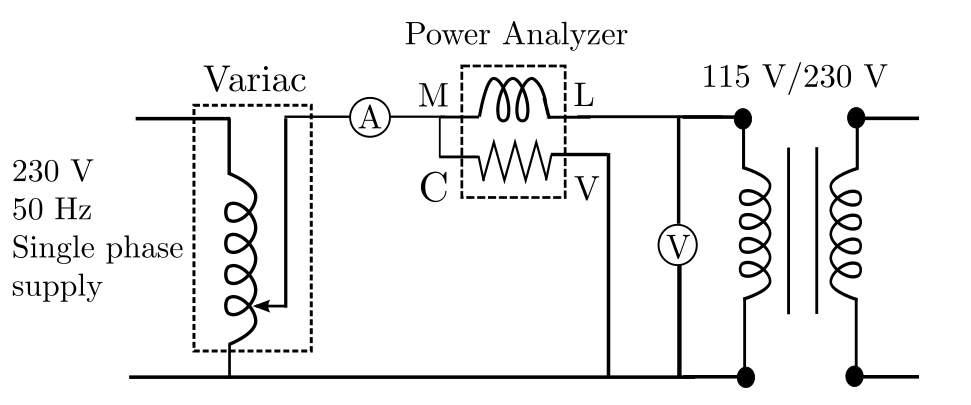 Power Analyzer
Variac
115 V/230 V
M
L
A
230 V
50 Hz
Single phase
supply
C
V
V